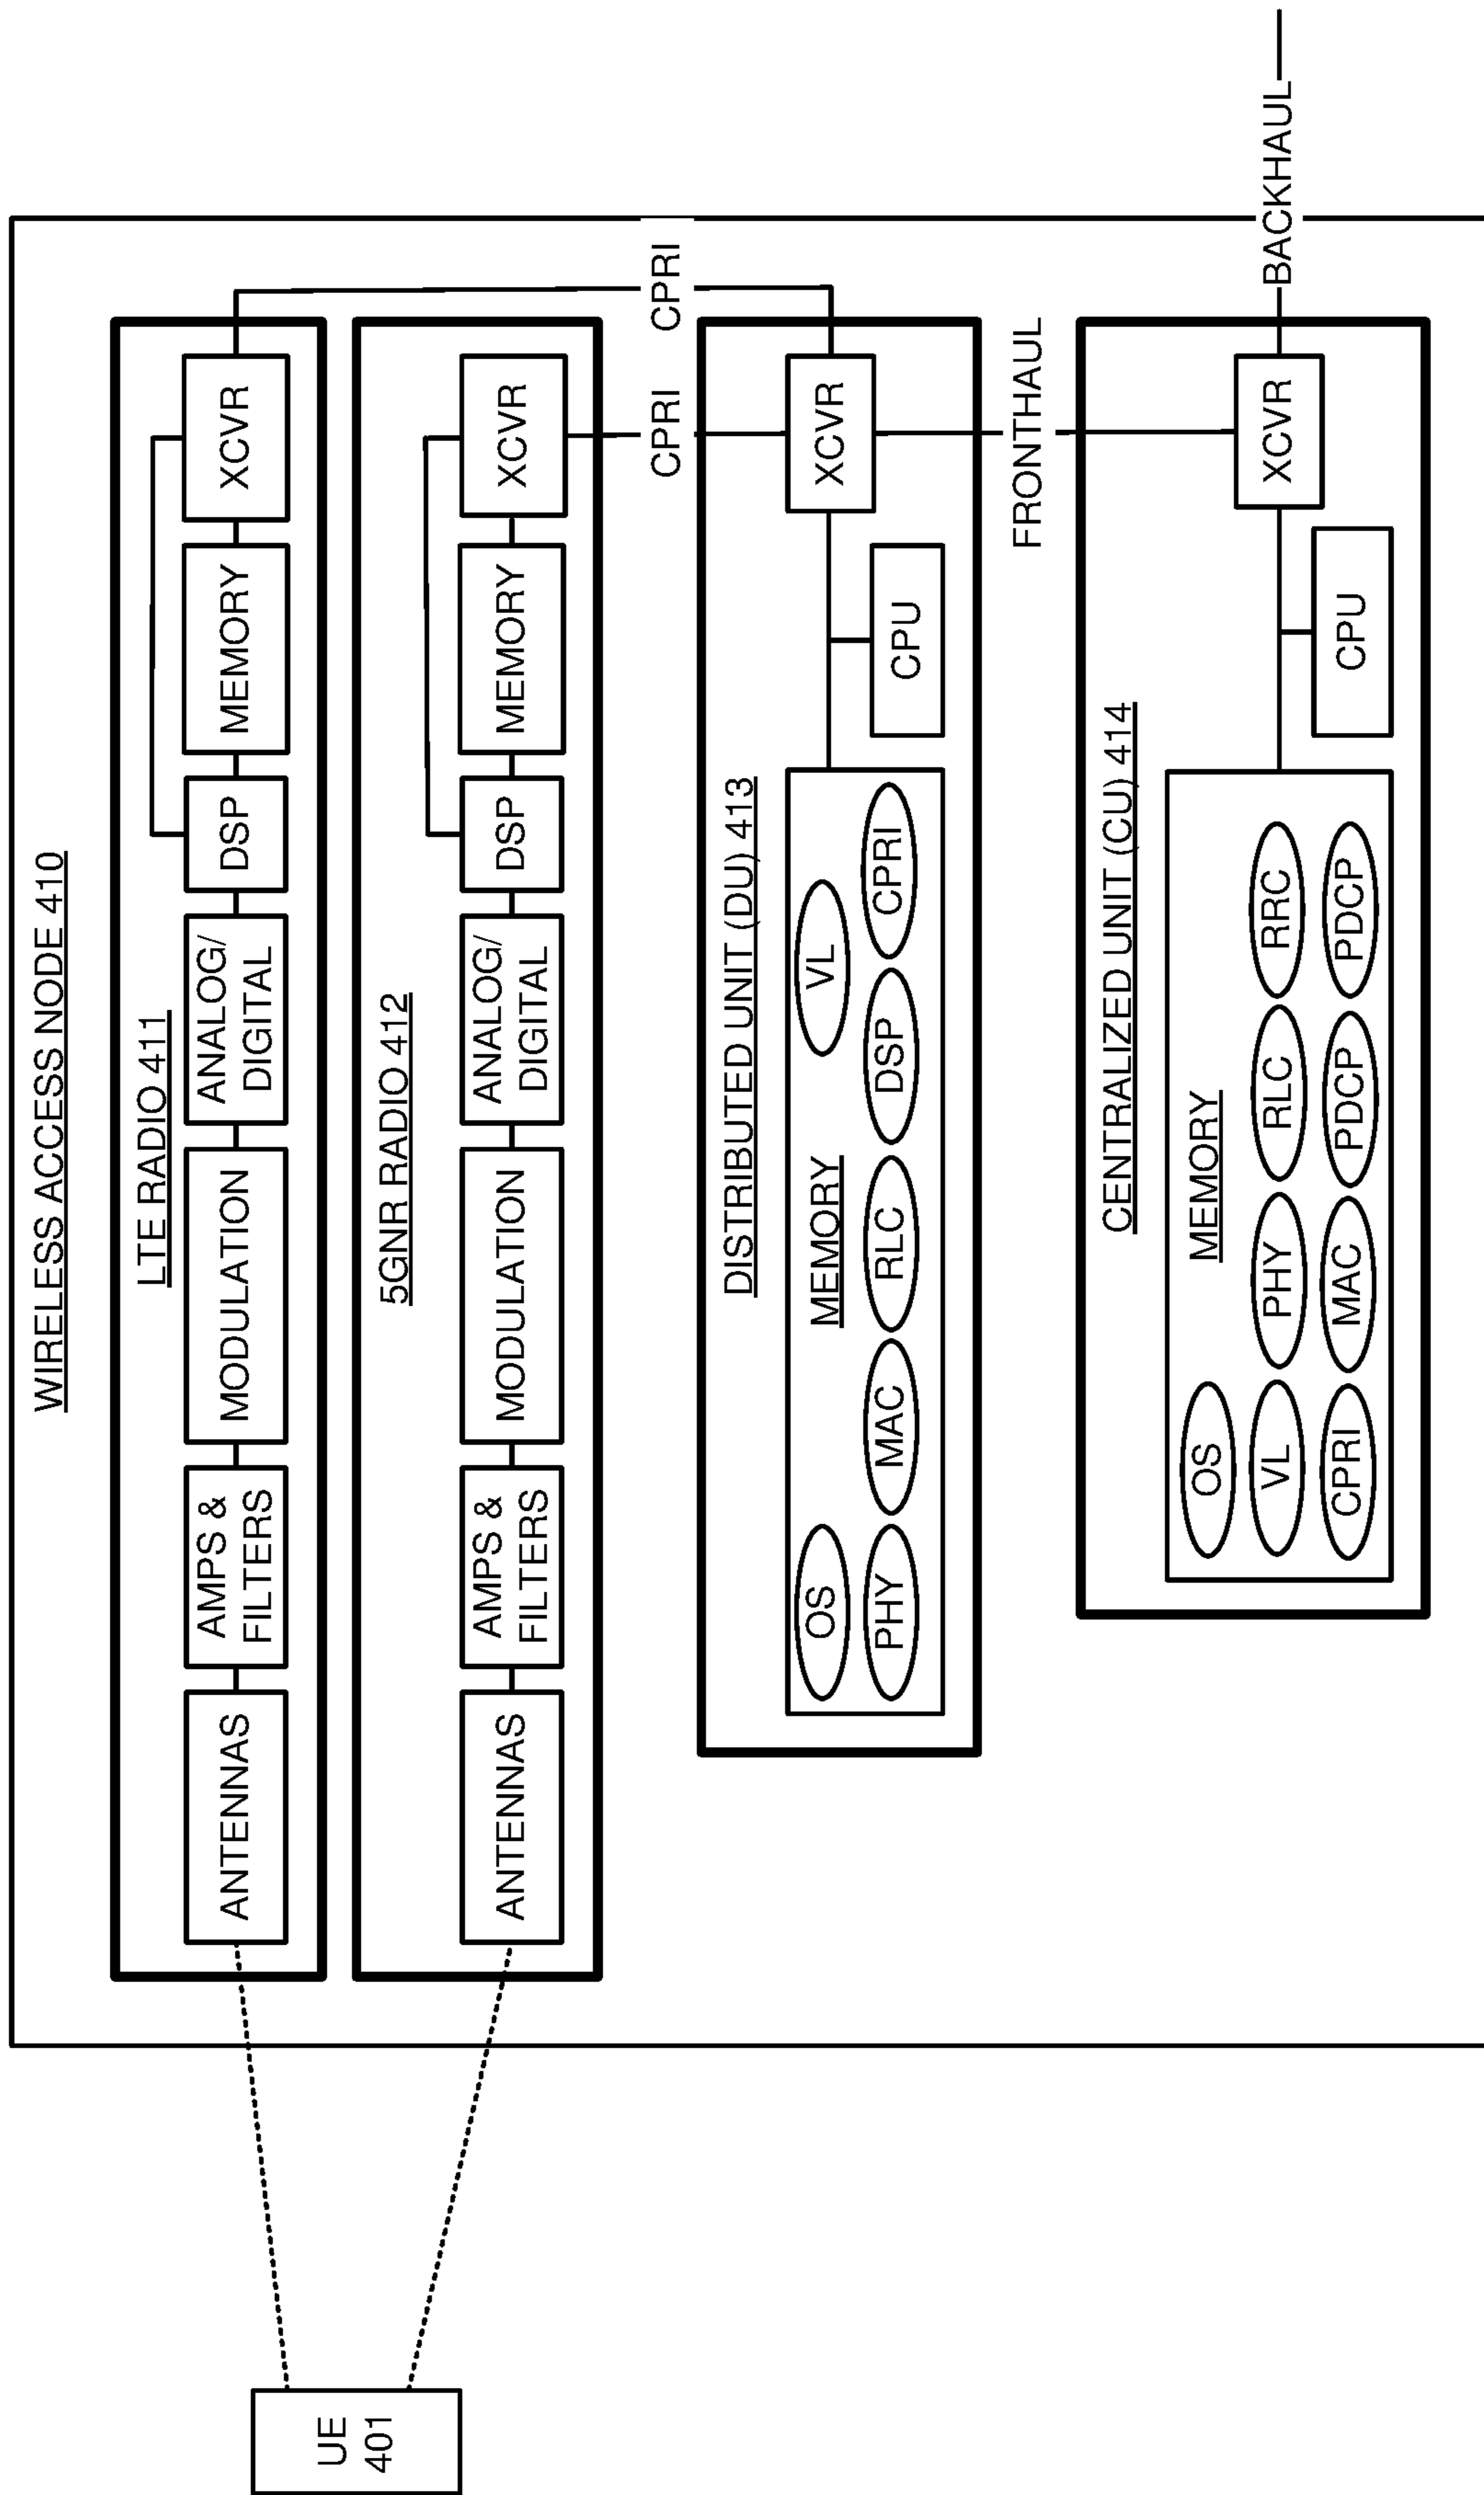 WIRELESS ACCESS NODE 410
LTE RADIO 411
ANTENNAS
AMPS &
FILTERS
MODULATION
ANALOG/
DIGITAL
DSP
MEMORY
XCVR
UE
401
5GNR RADIO 412
ANTENNAS
AMPS &
FILTERS
MODULATION
ANALOG/
DIGITAL
DSP
MEMORY
XCVR
CPRI
CPRI
DISTRIBUTED UNIT (DU) 413
MEMORY
OS
VL
PHY
MAC
RLC
DSP
CPRI
CPU
XCVR
FRONTHAUL
CENTRALIZED UNIT (CU) 414
MEMORY
OS
VL
PHY
RLC
RRC
CPRI
MAC
PDCP
PDCP
CPU
XCVR
BACKHAUL